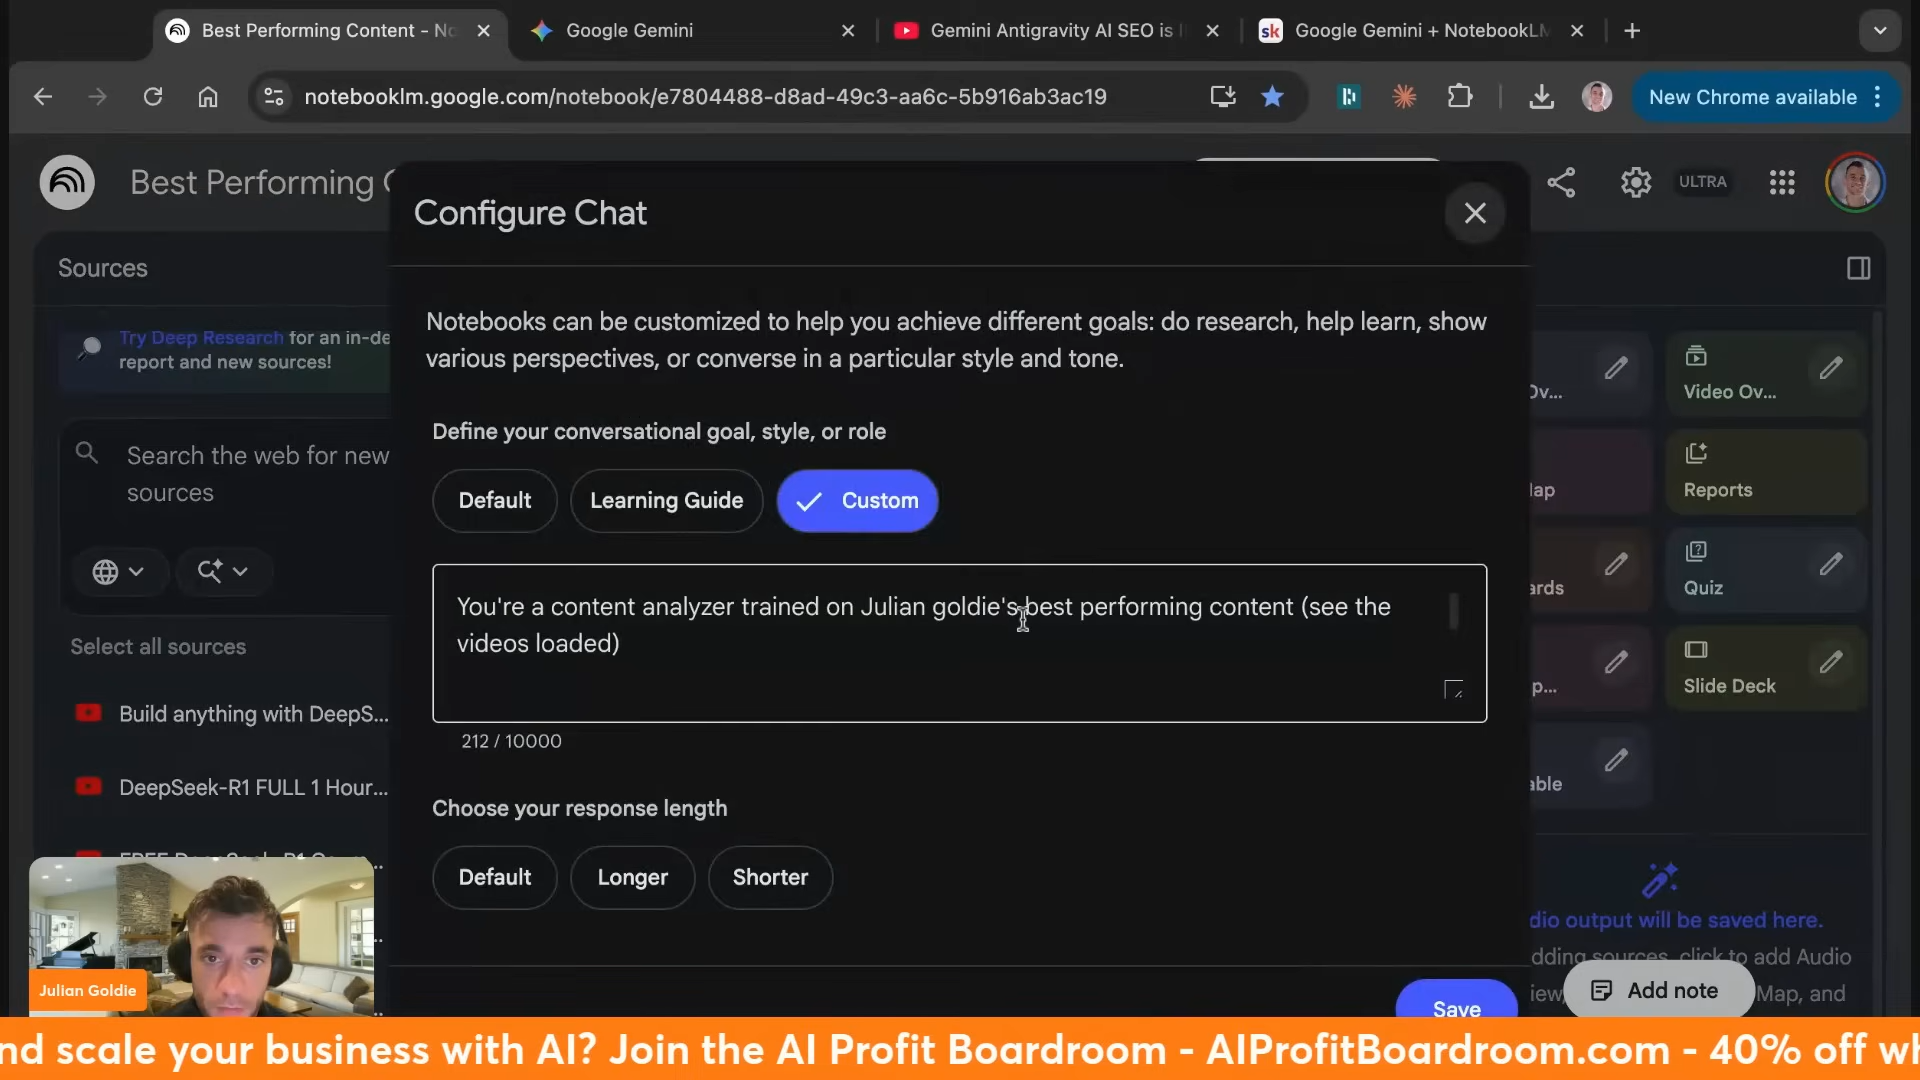 Best Performing Content - No
Google Gemini
Gemini Antigravity AI SEO is
sk
Google Gemini + NotebookLM
notebooklm.google.com/notebook/e7804488-d8ad-49c3-aa6c-5b916ab3ac19
New Chrome available
Best Performing C
ULTRA
Configure Chat
Sources
Try Deep Research for an in-de
report and new sources!
Search the web for new
sources
Select all sources
Build anything with DeepS...
DeepSeek-R1 FULL 1 Hour...
Notebooks can be customized to help you achieve different goals: do research, help learn, show
various perspectives, or converse in a particular style and tone.
Define your conversational goal, style, or role
Default
Learning Guide
Custom
You're a content analyzer trained on Julian goldie's best performing content (see the
videos loaded)
212 / 10000
Choose your response length
Default
Longer
Shorter
Save
Ov...
Video Ov...
ap
Reports
ards
Quiz
p...
Slide Deck
able
dio output will be saved here.
dding sources, click to add Audio
Map, and
Add note
Julian Goldie
nd scale your business with AI? Join the AI Profit Boardroom - AIProfitBoardroom.com - 40% off wh